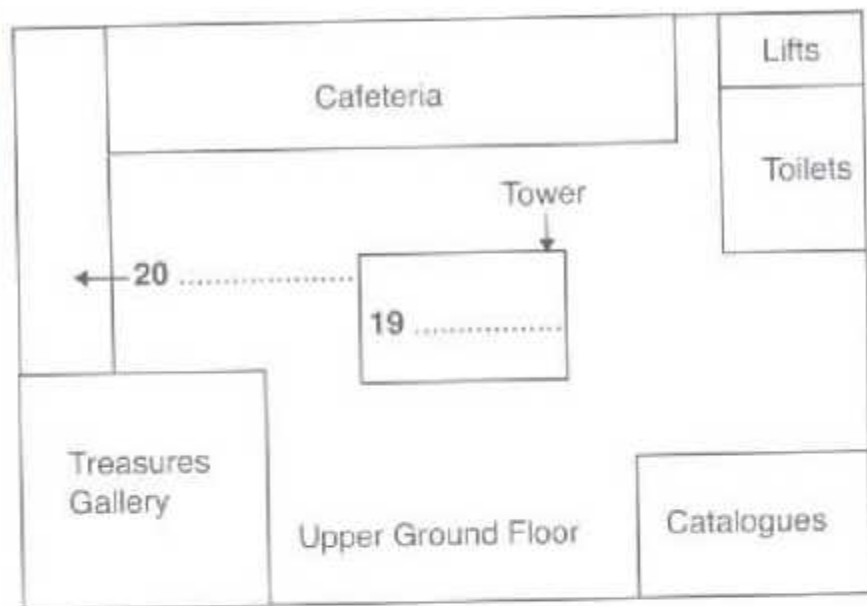 Lifts
Cafeteria
Toilets
Tower
20 ....................
19 .................
Treasures
Gallery
Upper Ground Floor
Catalogues